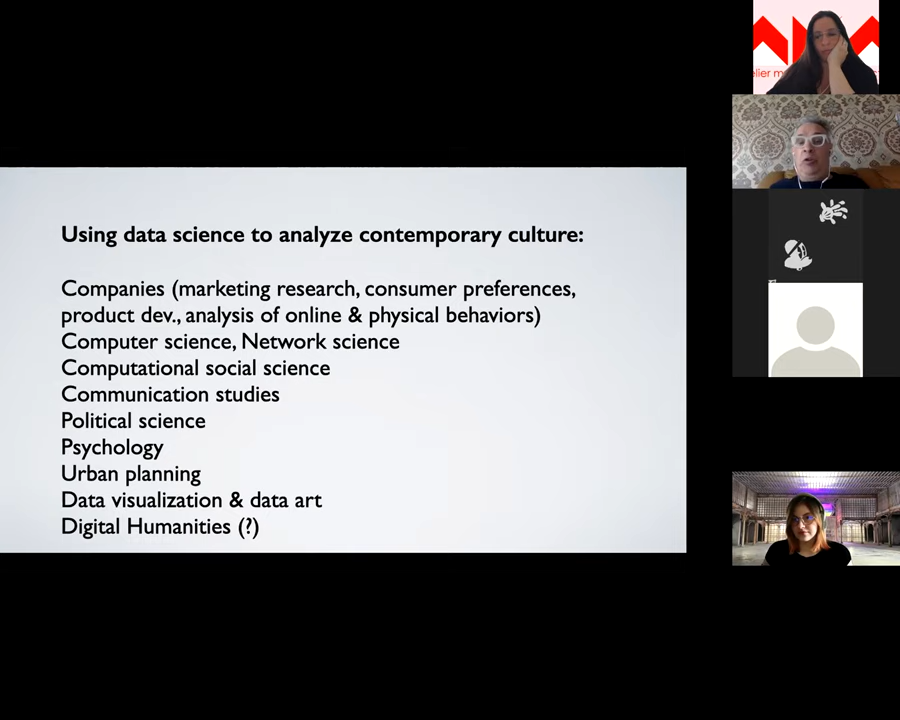 Using data science to analyze contemporary culture:
Companies (marketing research, consumer preferences,
product dev., analysis of online & physical behaviors)
Computer science, Network science
Computational social science
Communication studies
Political science
Psychology
Urban planning
Data visualization & data art
Digital Humanities (?)